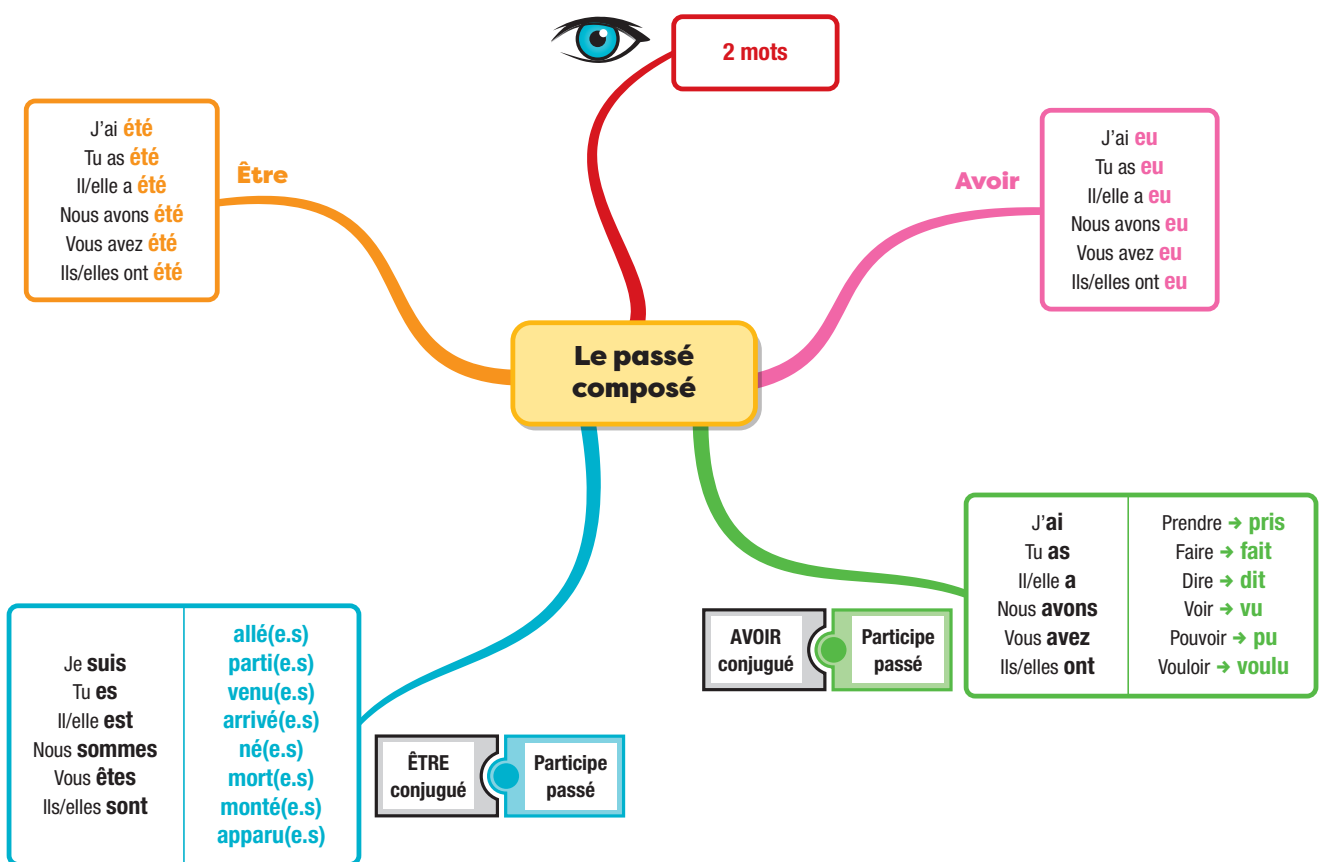 2 mots
J'ai été
Tu as été
Il/elle a été
Nous avons été
Vous avez été
Ils/elles ont été
Être
Avoir
J'ai eu
Tu as eu
Il/elle a eu
Nous avons eu
Vous avez eu
Ils/elles ont eu
Le passé
composé
Je suis
Tu es
Il/elle est
Nous sommes
Vous êtes
Ils/elles sont
allé(e.s)
parti(e.s)
venu(e.s)
arrivé(e.s)
né(e.s)
mort(e.s)
monté(e.s)
apparu(e.s)
ÊTRE
conjugué
Participe
passé
AVOIR
conjugué
Participe
passé
J'ai
Tu as
Il/elle a
Nous avons
Vous avez
Ils/elles ont
Prendre → pris
Faire → fait
Dire → dit
Voir → vu
Pouvoir → pu
Vouloir → voulu